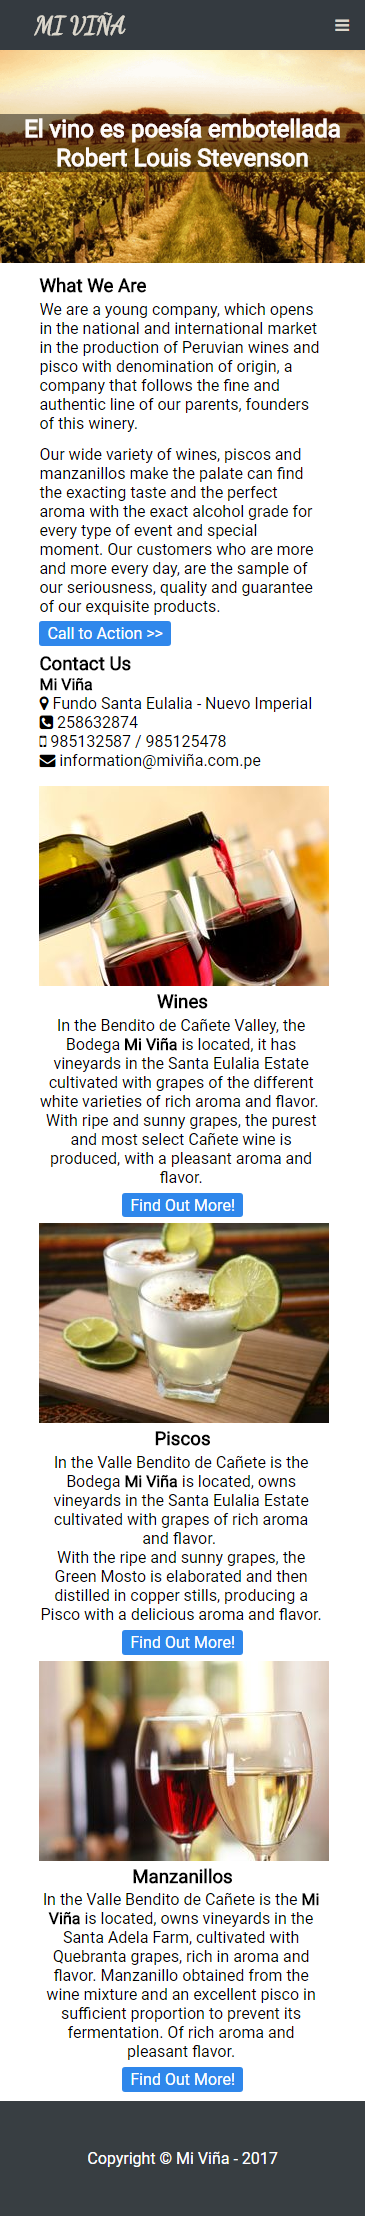 MI VIÑA
El vino es poesía embotellada
Robert Louis Stevenson
What We Are
We are a young company, which opens
in the national and international market
in the production of Peruvian wines and
pisco with denomination of origin, a
company that follows the fine and
authentic line of our parents, founders
of this winery.
Our wide variety of wines, piscos and
manzanillos make the palate can find
the exacting taste and the perfect
aroma with the exact alcohol grade for
every type of event and special
moment. Our customers who are more
and more every day, are the sample of
our seriousness, quality and guarantee
of our exquisite products.
Call to Action >>
Contact Us
Mi Viña
Fundo Santa Eulalia - Nuevo Imperial
258632874
985132587 / 985125478
information@miviña.com.pe
Wines
In the Bendito de Cañete Valley, the
Bodega Mi Viña is located, it has
vineyards in the Santa Eulalia Estate
cultivated with grapes of the different
white varieties of rich aroma and flavor.
With ripe and sunny grapes, the purest
and most select Cañete wine is
produced, with a pleasant aroma and
flavor.
Find Out More!
Piscos
In the Valle Bendito de Cañete is the
Bodega Mi Viña is located, owns
vineyards in the Santa Eulalia Estate
cultivated with grapes of rich aroma
and flavor.
With the ripe and sunny grapes, the
Green Mosto is elaborated and then
distilled in copper stills, producing a
Pisco with a delicious aroma and flavor.
Find Out More!
Manzanillos
In the Valle Bendito de Cañete is the Mi
Viña is located, owns vineyards in the
Santa Adela Farm, cultivated with
Quebranta grapes, rich in aroma and
flavor. Manzanillo obtained from the
wine mixture and an excellent pisco in
sufficient proportion to prevent its
fermentation. Of rich aroma and
pleasant flavor.
Find Out More!
Copyright © Mi Viña - 2017